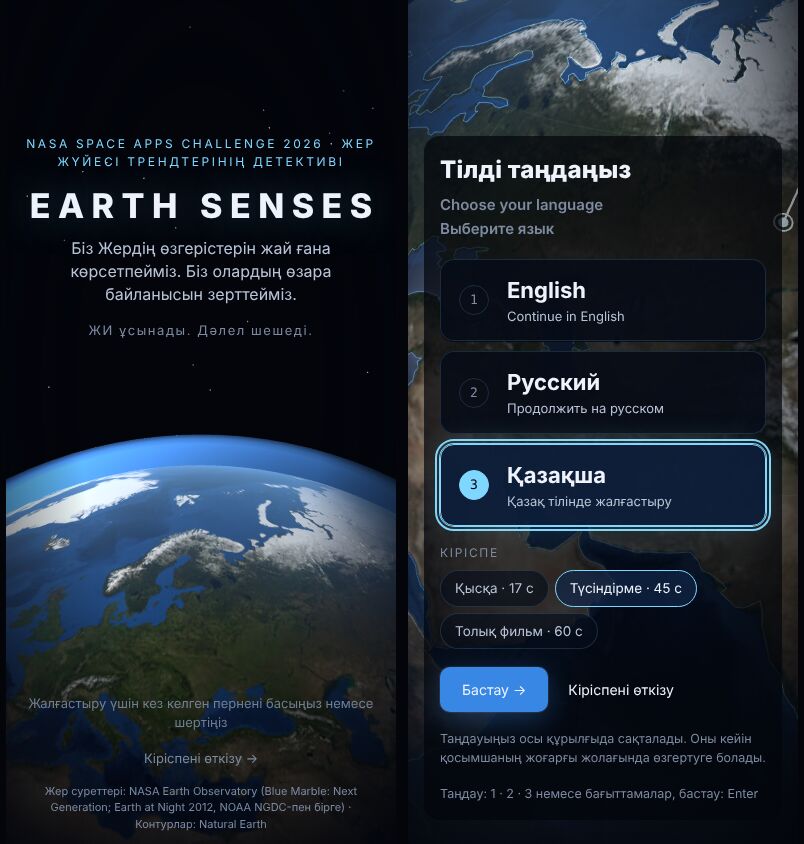 NASA SPACE APPS CHALLENGE 2026 · ЖЕР
ЖҮЙЕСІ ТРЕНДТЕРІНІҢ ДЕТЕКТИВІ
EARTH SENSES
Біз Жердің өзгерістерін жай ғана
көрсетпейміз. Біз олардың өзара
байланысын зерттейміз.
ЖИ ұсынады. Дәлел шешеді.
Жалғастыру үшін кез келген пернені басыңыз немесе
шертіңіз
Кіріспені өткізу →
Жер суреттері: NASA Earth Observatory (Blue Marble: Next
Generation; Earth at Night 2012, NOAA NGDC-пен бірге) ·
Контурлар: Natural Earth
Тілді таңдаңыз
Choose your language
Выберите язык
1
English
Continue in English
2
Русский
Продолжить на русском
3
Қазақша
Қазақ тілінде жалғастыру
КІРІСПЕ
Қысқа · 17 с
Түсіндірме · 45 с
Толық фильм · 60 с
Бастау →
Кіріспені өткізу
Таңдауыңыз осы құрылғыда сақталады. Оны кейін
қосымшаның жоғарғы жолағында өзгертуге болады.
Таңдау: 1 · 2 · 3 немесе бағыттамалар, бастау: Enter